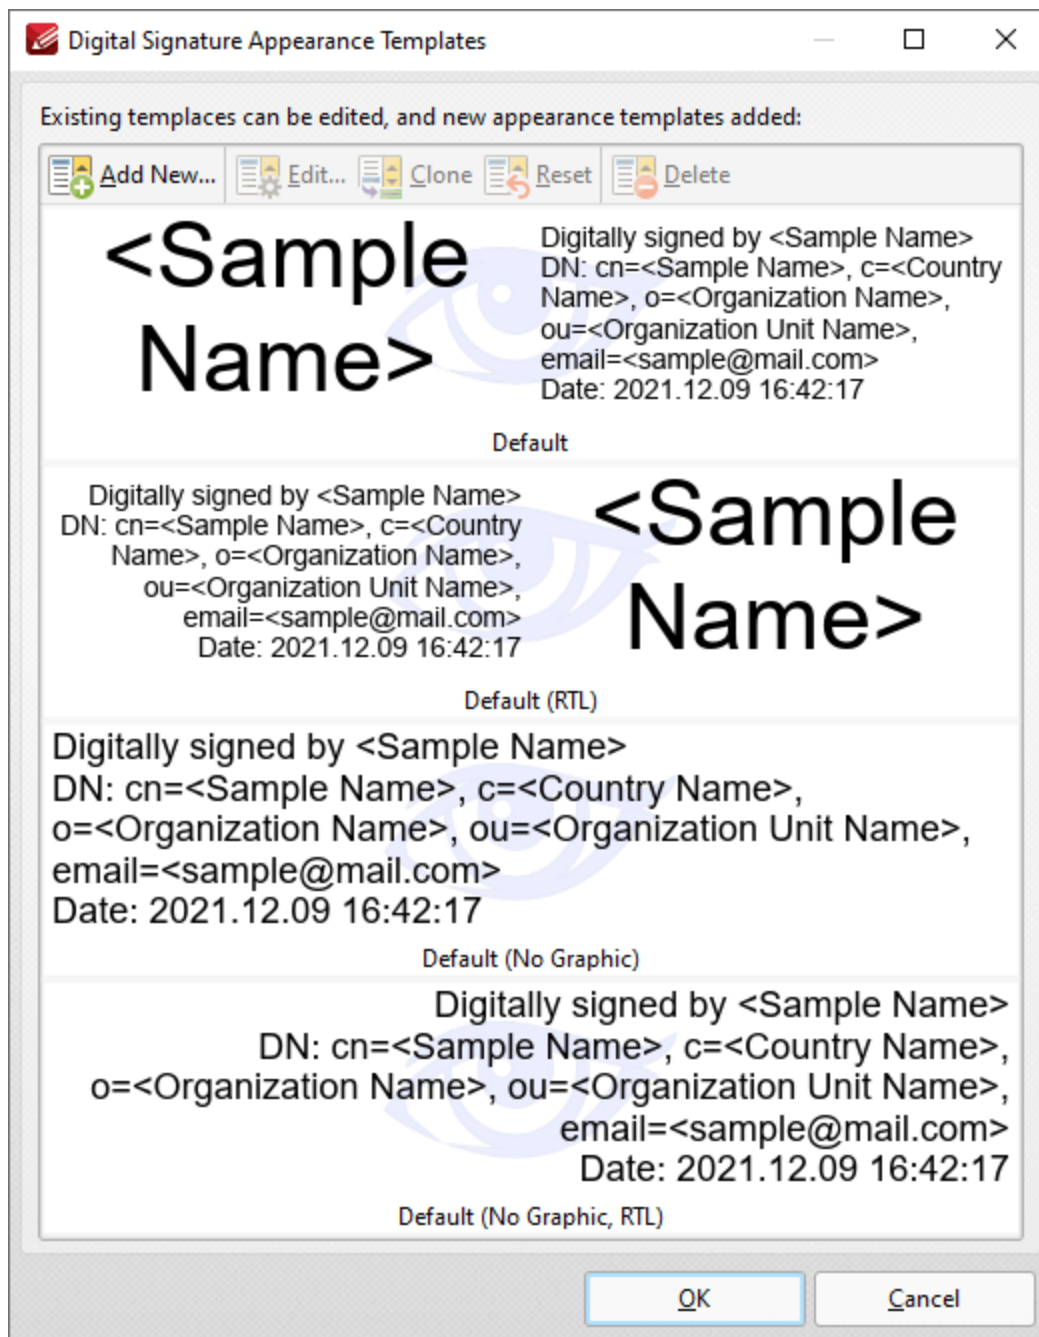 Digital Signature Appearance Templates
Existing templaces can be edited, and new appearance templates added:
Add New... Edit... Clone Reset Delete
<Sample
Name>
Digitally signed by <Sample Name>
DN: cn=<Sample Name>, c=<Country
Name>, o=<Organization Name>,
ou=<Organization Unit Name>,
email=<sample@mail.com>
Date: 2021.12.09 16:42:17
Default
Digitally signed by <Sample Name>
DN: cn=<Sample Name>, c=<Country
Name>, o=<Organization Name>,
ou=<Organization Unit Name>,
email=<sample@mail.com>
Date: 2021.12.09 16:42:17
<Sample
Name>
Default (RTL)
Digitally signed by <Sample Name>
DN: cn=<Sample Name>, c=<Country Name>,
o=<Organization Name>, ou=<Organization Unit Name>,
email=<sample@mail.com>
Date: 2021.12.09 16:42:17
Default (No Graphic)
Digitally signed by <Sample Name>
DN: cn=<Sample Name>, c=<Country Name>,
o=<Organization Name>, ou=<Organization Unit Name>,
email=<sample@mail.com>
Date: 2021.12.09 16:42:17
Default (No Graphic, RTL)
OK Cancel